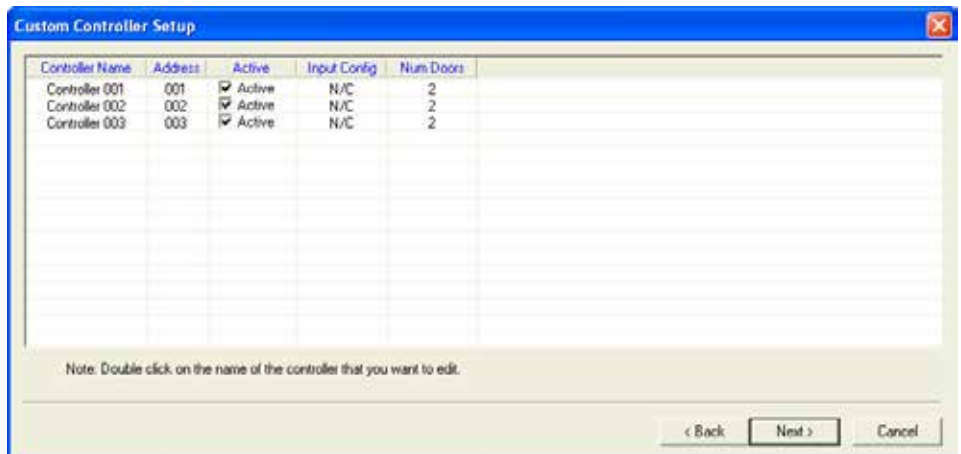 Custom Controller Setup
Controller Name Address Active Input Config Num Doors
Controller 001 001 Active N/C 2
Controller 002 002 Active N/C 2
Controller 003 003 Active N/C 2
Note: Double click on the name of the controller that you want to edit.
< Back Next > Cancel